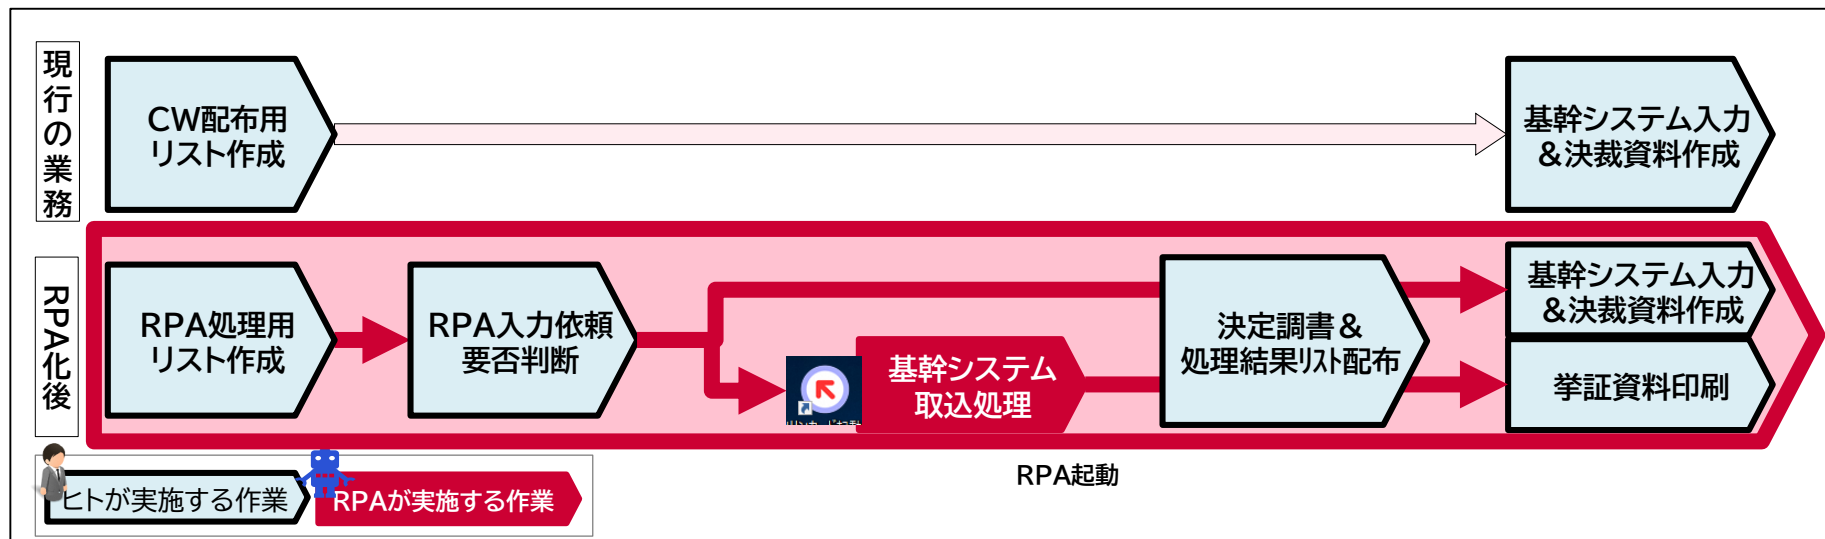 現行の業務
CW配布用
リスト作成
基幹システム入力
＆決裁資料作成
RPA化後
RPA処理用
リスト作成
RPA入力依頼
要否判断
基幹システム
取込処理
決定調書＆
処理結果リスト配布
基幹システム入力
＆決裁資料作成
挙証資料印刷
RPA起動
ヒトが実施する作業
RPAが実施する作業